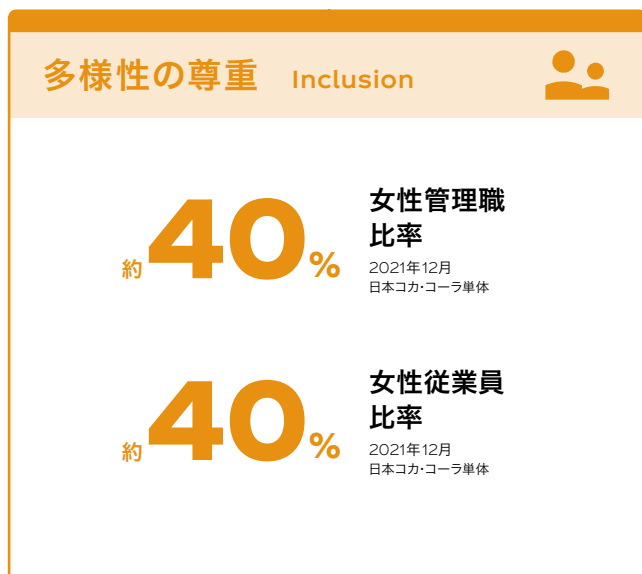 多様性の尊重 Inclusion
約40%
女性管理職
比率
2021年12月
日本コカ・コーラ単体
約40%
女性従業員
比率
2021年12月
日本コカ・コーラ単体